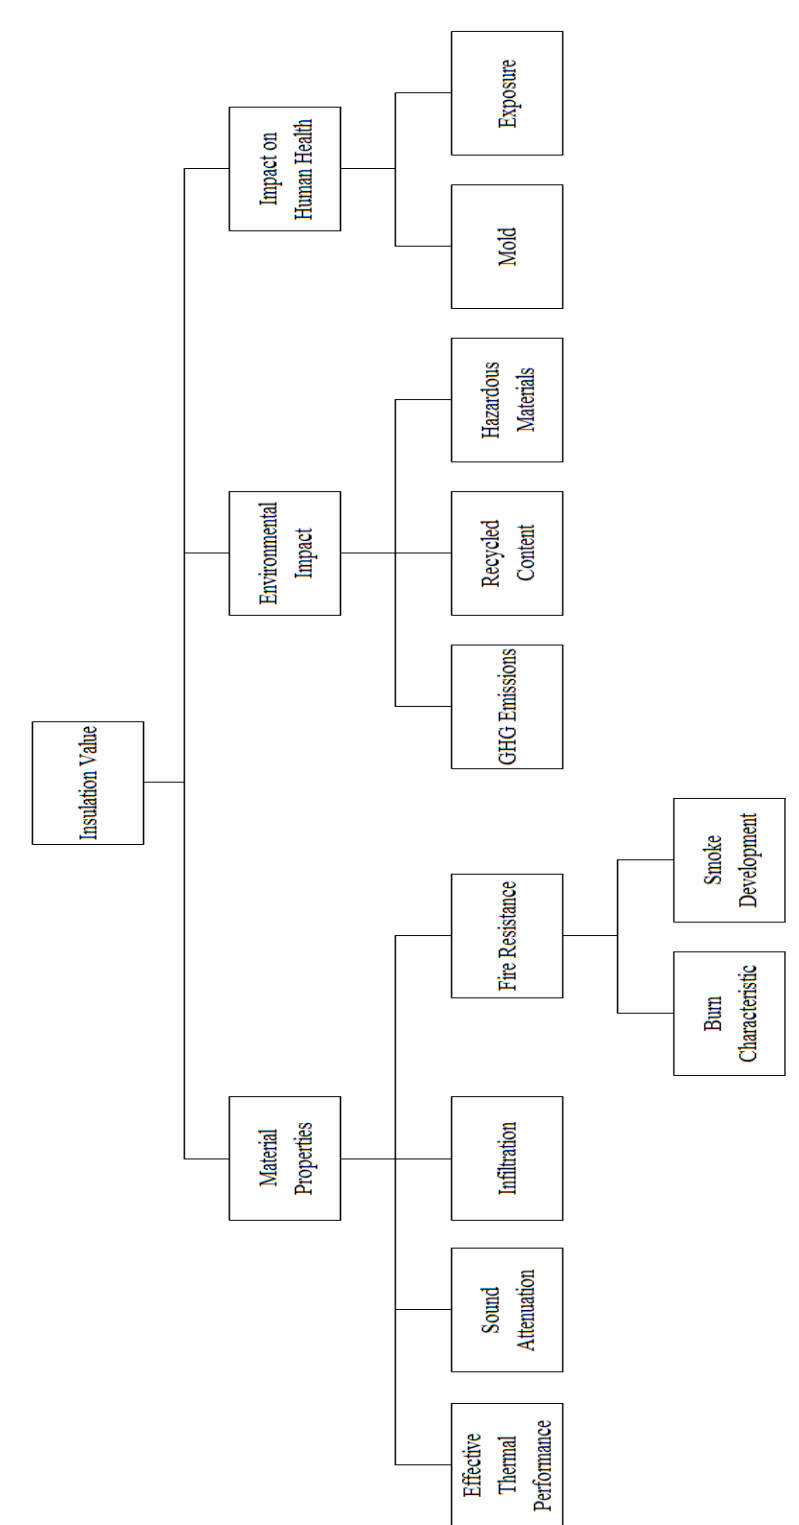 Insulation Value
Material
Properties
Environmental
Impact
Impact on
Human Health
Effective
Thermal
Performance
Sound
Attenuation
Infiltration
Fire Resistance
GHG Emissions
Recycled
Content
Hazardous
Materials
Mold
Exposure
Burn
Characteristic
Smoke
Development